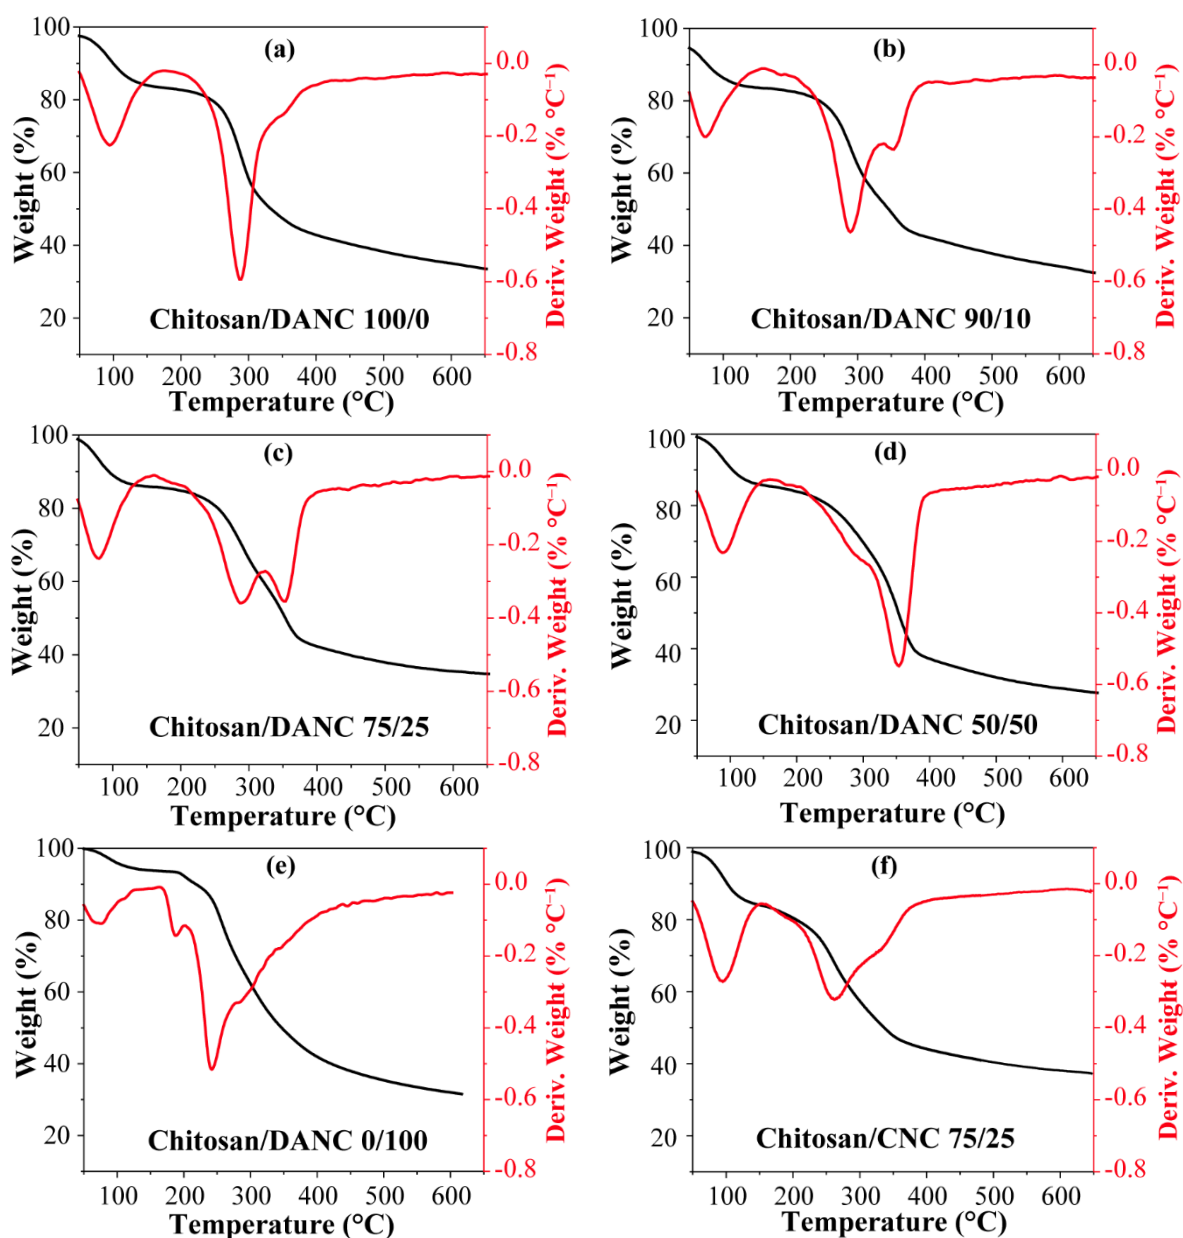 (a)
Weight (%)
100
80
60
40
20
0.0
-0.2
-0.4
-0.6
-0.8
Deriv. Weight (% °C⁻¹)
Chitosan/DANC 100/0
100 200 300 400 500 600
Temperature (°C)
(b)
Weight (%)
100
80
60
40
20
0.0
-0.2
-0.4
-0.6
-0.8
Deriv. Weight (% °C⁻¹)
Chitosan/DANC 90/10
100 200 300 400 500 600
Temperature (°C)
(c)
Weight (%)
100
80
60
40
20
0.0
-0.2
-0.4
-0.6
-0.8
Deriv. Weight (% °C⁻¹)
Chitosan/DANC 75/25
100 200 300 400 500 600
Temperature (°C)
(d)
Weight (%)
100
80
60
40
20
0.0
-0.2
-0.4
-0.6
-0.8
Deriv. Weight (% °C⁻¹)
Chitosan/DANC 50/50
100 200 300 400 500 600
Temperature (°C)
(e)
Weight (%)
100
80
60
40
20
0.0
-0.2
-0.4
-0.6
-0.8
Deriv. Weight (% °C⁻¹)
Chitosan/DANC 0/100
100 200 300 400 500 600
Temperature (°C)
(f)
Weight (%)
100
80
60
40
20
0.0
-0.2
-0.4
-0.6
-0.8
Deriv. Weight (% °C⁻¹)
Chitosan/CNC 75/25
100 200 300 400 500 600
Temperature (°C)